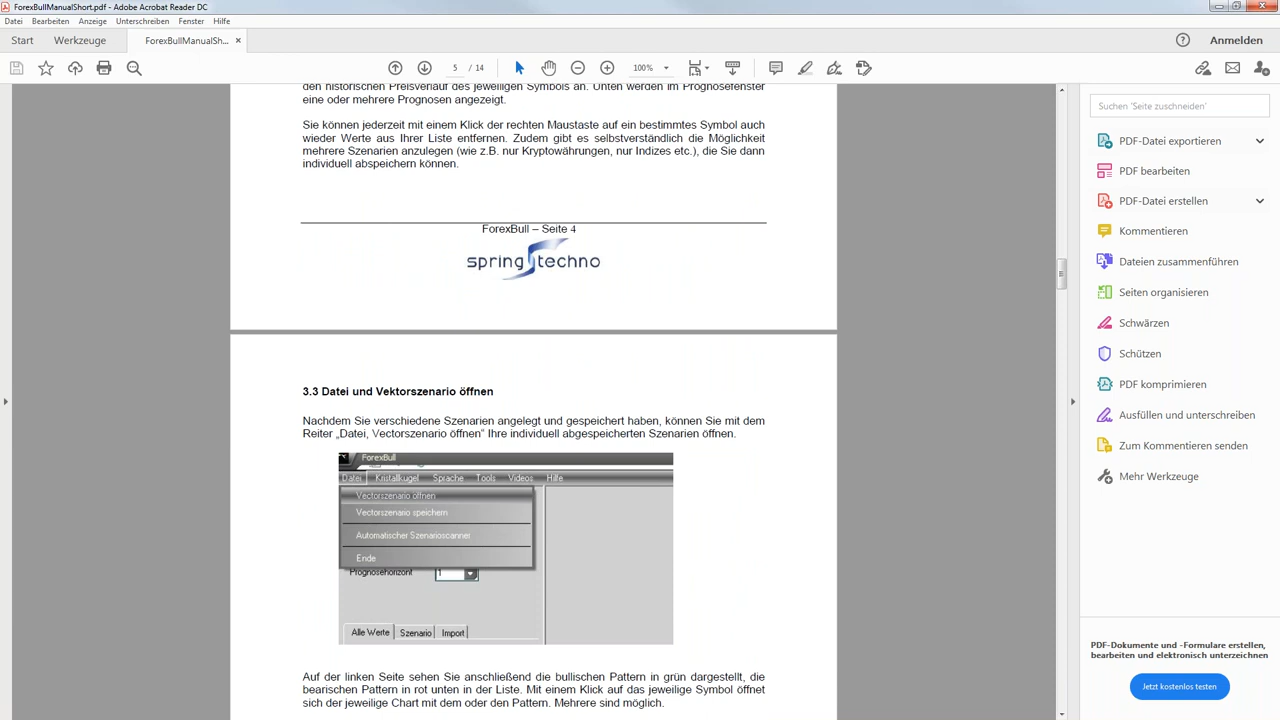 ForexBullManualShort.pdf - Adobe Acrobat Reader DC
Datei Bearbeiten Anzeige Unterschreiben Fenster Hilfe
Start Werkzeuge ForexBullManualSh... × Anmelden
5 / 14 100%
den historischen Preisverlauf des jeweiligen Symbols an. Unten werden im Prognosefenster
eine oder mehrere Prognosen angezeigt.
Sie können jederzeit mit einem Klick der rechten Maustaste auf ein bestimmtes Symbol auch
wieder Werte aus Ihrer Liste entfernen. Zudem gibt es selbstverständlich die Möglichkeit
mehrere Szenarien anzulegen (wie z.B. nur Kryptowährungen, nur Indizes etc.), die Sie dann
individuell abspeichern können.
ForexBull – Seite 4
spring techno
3.3 Datei und Vektorszenario öffnen
Nachdem Sie verschiedene Szenarien angelegt und gespeichert haben, können Sie mit dem
Reiter „Datei, Vectorszenario öffnen“ Ihre individuell abgespeicherten Szenarien öffnen.
ForexBull
Datei Kristallkugel Sprache Tools Videos Hilfe
Vectorszenario öffnen
Vectorszenario speichern
Automatischer Szenarioscanner
Ende
Prognosehorizont 1
Alle Werte Szenario Import
Auf der linken Seite sehen Sie anschließend die bullischen Pattern in grün dargestellt, die
bearischen Pattern in rot unten in der Liste. Mit einem Klick auf das jeweilige Symbol öffnet
sich der jeweilige Chart mit dem oder den Pattern. Mehrere sind möglich.
Suchen 'Seite zuschneiden'
PDF-Datei exportieren
PDF bearbeiten
PDF-Datei erstellen
Kommentieren
Dateien zusammenführen
Seiten organisieren
Schwärzen
Schützen
PDF komprimieren
Ausfüllen und unterschreiben
Zum Kommentieren senden
Mehr Werkzeuge
PDF-Dokumente und -Formulare erstellen,
bearbeiten und elektronisch unterzeichnen
Jetzt kostenlos testen